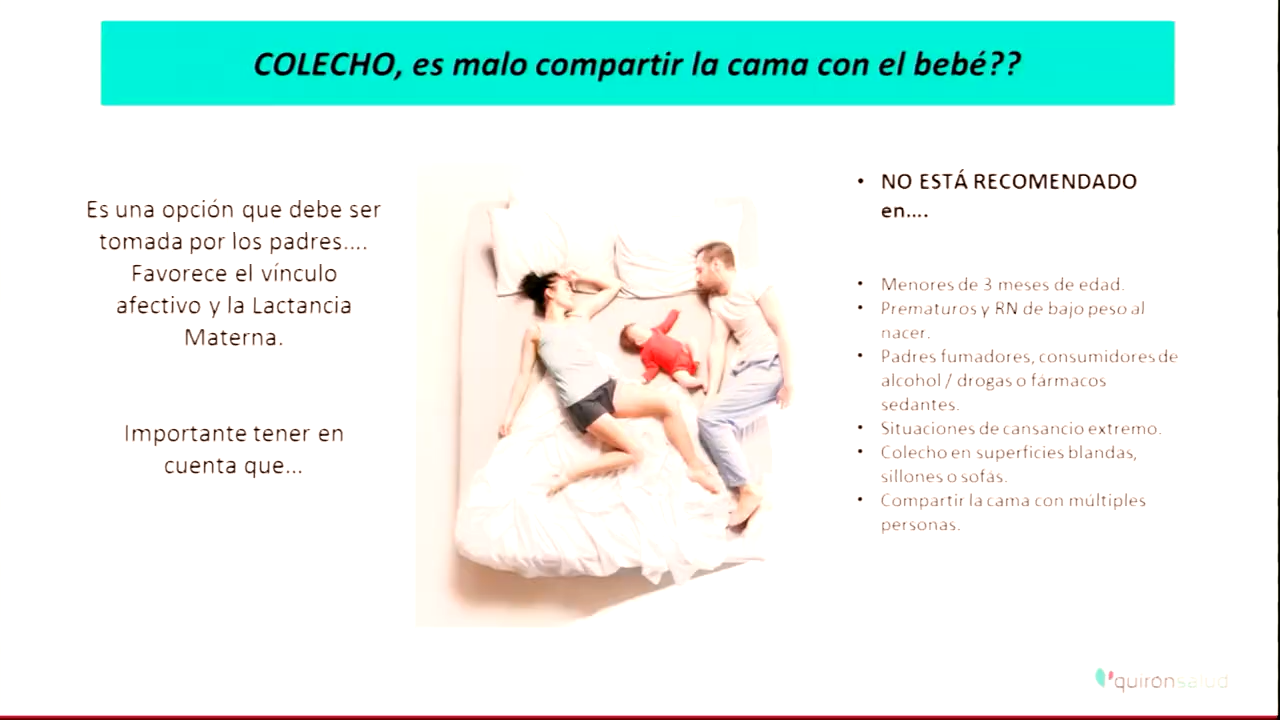 COLECHO, es malo compartir la cama con el bebé??
Es una opción que debe ser
tomada por los padres....
Favorece el vínculo
afectivo y la Lactancia
Materna.
Importante tener en
cuenta que...
• NO ESTÁ RECOMENDADO
en....
• Menores de 3 meses de edad.
• Prematuros y RN de bajo peso al
nacer.
• Padres fumadores, consumidores de
alcohol / drogas o fármacos
sedantes.
• Situaciones de cansancio extremo.
• Colecho en superficies blandas,
sillones o sofás.
• Compartir la cama con múltiples
personas.
quirónsalud